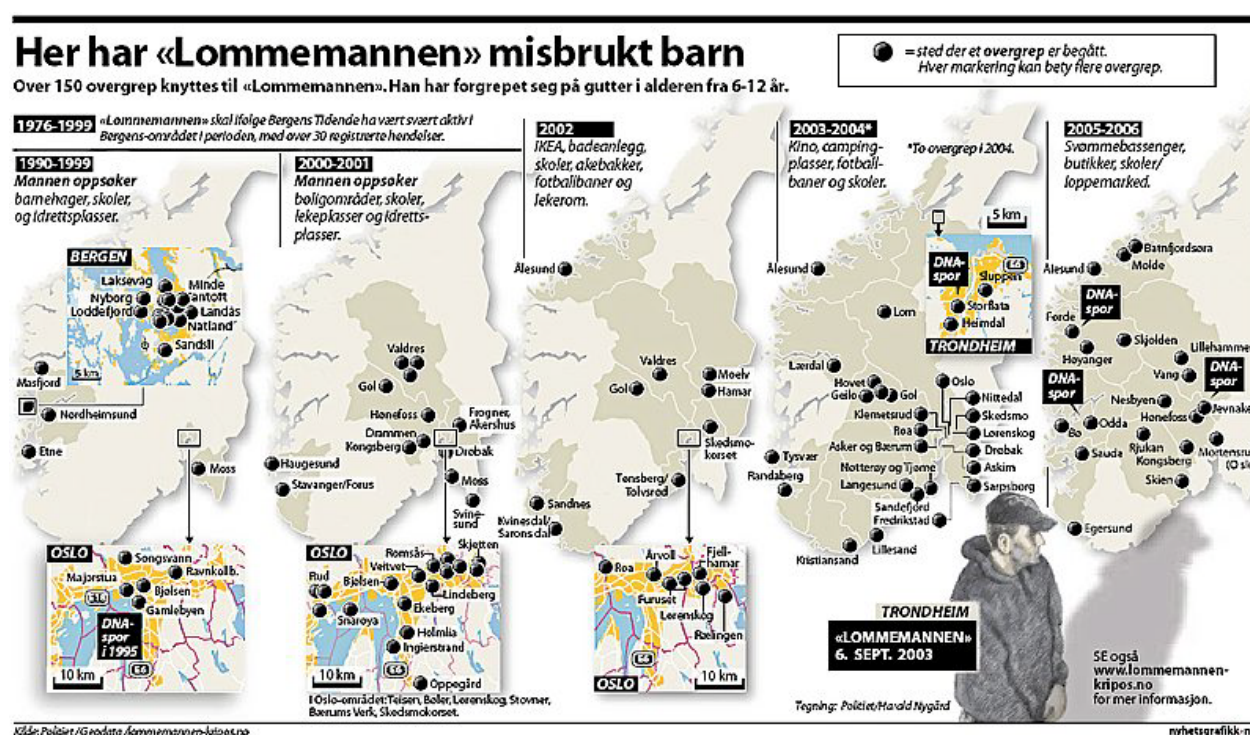 Her har «Lommemannen» misbrukt barn
Over 150 overgrep knyttes til «Lommemannen». Han har forgrepet seg på gutter i alderen fra 6-12 år.
= sted der et overgrep er begått.
Hver markering kan bety flere overgrep.
1976-1999 «Lommemannen» skal ifølge Bergens Tidende ha vært svært aktiv i
Bergens-området i perioden, med over 30 registrerte hendelser.
1990-1999
Mannen oppsøker
barnehager, skoler,
og idrettsplasser.
BERGEN
Laksevåg
Minde
Nyborg
Loddefjord
Landås
Natland
Sandsli
5 km
Masfjord
Nordheimsund
Etne
Moss
OSLO
Songsvann
Ravnkollb.
Majorstua
Bjølsen
Gamlebyen
DNA-
spor
i 1995
E6
10 km
2000-2001
Mannen oppsøker
boligområder, skoler,
lekeplasser og idretts-
plasser.
Valdres
Gol
Hønefoss
Frogner,
Akershus
Drammen
Kongsberg
Drøbak
Haugesund
Stavanger/Forus
Moss
Svine-
sund
OSLO
Romsås
Skjetten
Veitvet
Rud
Bjølsen
Lindeberg
Snarøya
Ekeberg
Holmlia
Ingierstrand
E6
10 km
Oppegård
I Oslo-området: Teisen, Bøler, Lørenskog, Stovner,
Bærums Verk, Skedsmokorset.
2002
IKEA, badeanlegg,
skoler, akebakker,
fotballbaner og
lekerom.
Ålesund
Valdres
Gol
Moelv
Hamar
Skedsmo-
korset
Tønsberg/
Tolvsrød
Sandnes
Kvinesdal/
Saronsdal
Røa
Årvoll
Fjell-
hamar
Furuset
Lørenskog
Rælingen
E6
OSLO
10 km
2003-2004*
Kino, camping-
plasser, fotball-
baner og skoler.
*To overgrep i 2004.
5 km
Ålesund
DNA-
spor
E6
Sluppen
Storflata
Heimdal
TRONDHEIM
Lom
Lærdal
Hovet
Geilo
Gol
Oslo
Nittedal
Klemetsrud
Skedsmo
Roa
Lørenskog
Asker og Bærum
Drøbak
Tysvær
Nøtterøy og Tjøme
Askim
Randaberg
Langesund
Sarpsborg
Sandefjord
Fredrikstad
Lillesand
Kristiansand
TRONDHEIM
«LOMMEMANNEN»
6. SEPT. 2003
Tegning: Politiet/Harald Nygård
2005-2006
Svømmebassenger,
butikker, skoler/
loppemarked.
Batnfjordsøra
Molde
Ålesund
DNA-
spor
Førde
Skjolden
Høyanger
Lillehammer
Vang
DNA-
spor
DNA-
spor
Nesbyen
Hønefoss
Jevnake
Bø
Odda
Rjukan
Sauda
Kongsberg
Mortensru
Skien
Egersund
SE også
www.lommemannen-
kripos.no
for mer informasjon.
Kilde: Politiet/Geodata/lommemannen-kripos.no
nyhetsgrafikk-n